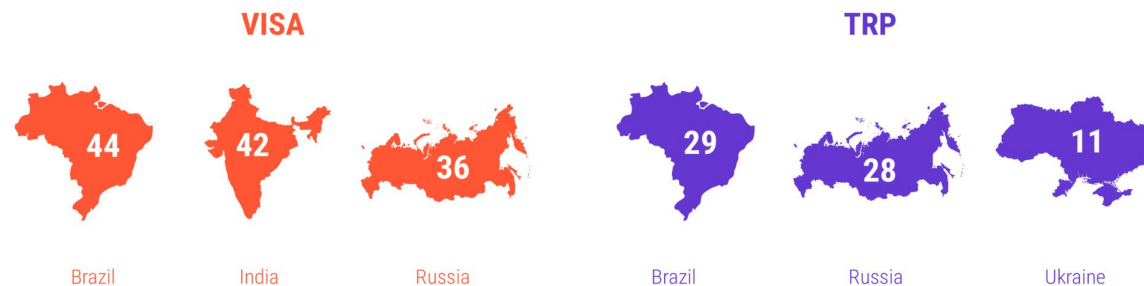 VISA
44
42
36
Brazil
India
Russia
TRP
29
28
11
Brazil
Russia
Ukraine